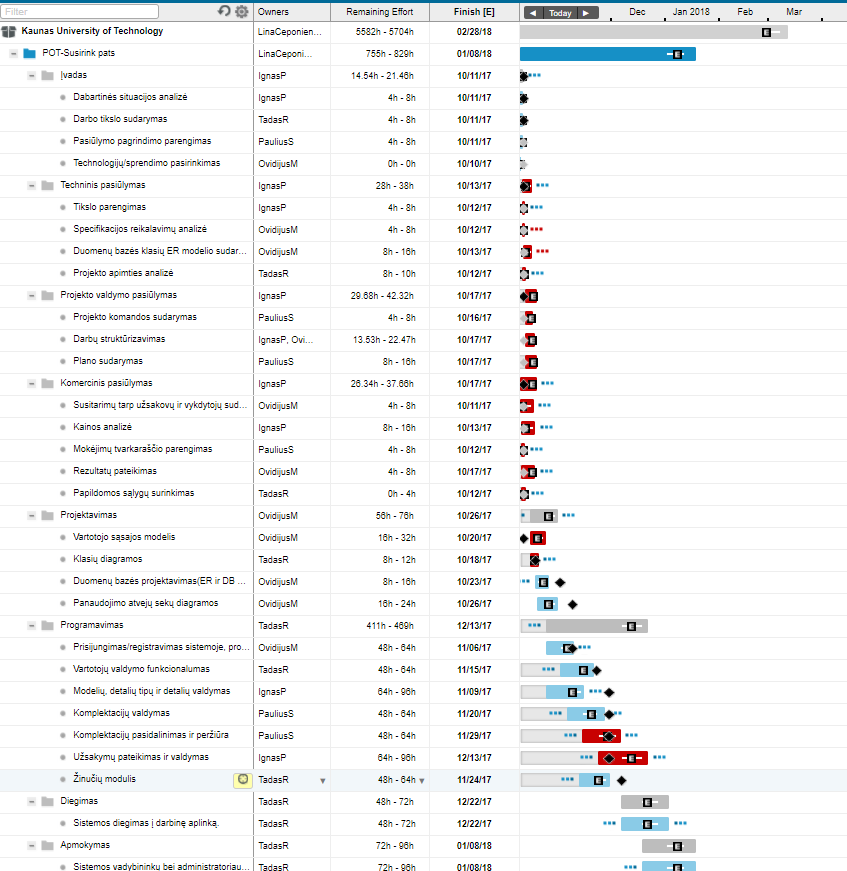 Filter Owners Remaining Effort Finish [E] Today Dec Jan 2018 Feb Mar
Kaunas University of Technology LinaCeponien... 5582h - 5704h 02/28/18
POT-Susirink pats LinaCeponi... 755h - 829h 01/08/18
Įvadas IgnasP 14.54h - 21.46h 10/11/17
Dabartinės situacijos analizė IgnasP 4h - 8h 10/11/17
Darbo tikslo sudarymas TadasR 4h - 8h 10/11/17
Pasiūlymo pagrindimo parengimas PauliusS 4h - 8h 10/11/17
Technologijų/sprendimo pasirinkimas OvidijusM 0h - 0h 10/10/17
Techninis pasiūlymas IgnasP 28h - 38h 10/13/17
Tikslo parengimas IgnasP 4h - 8h 10/12/17
Specifikacijos reikalavimų analizė OvidijusM 4h - 8h 10/12/17
Duomenų bazės klasių ER modelio sudar... OvidijusM 8h - 16h 10/13/17
Projekto apimties analizė TadasR 8h - 10h 10/12/17
Projekto valdymo pasiūlymas IgnasP 29.68h - 42.32h 10/17/17
Projekto komandos sudarymas PauliusS 4h - 8h 10/16/17
Darbų struktūrizavimas IgnasP, Ovi... 13.53h - 22.47h 10/17/17
Plano sudarymas PauliusS 8h - 16h 10/17/17
Komercinis pasiūlymas IgnasP 26.34h - 37.66h 10/17/17
Susitarimų tarp užsakovų ir vykdytojų sud... OvidijusM 4h - 8h 10/11/17
Kainos analizė IgnasP 8h - 16h 10/13/17
Mokėjimų tvarkaraščio parengimas PauliusS 4h - 8h 10/12/17
Rezultatų pateikimas OvidijusM 4h - 8h 10/17/17
Papildomos sąlygų surinkimas TadasR 0h - 4h 10/12/17
Projektavimas OvidijusM 56h - 76h 10/26/17
Vartotojo sąsajos modelis OvidijusM 16h - 32h 10/20/17
Klasių diagramos TadasR 8h - 12h 10/18/17
Duomenų bazės projektavimas(ER ir DB ... OvidijusM 8h - 16h 10/23/17
Panaudojimo atvejų sekų diagramos OvidijusM 16h - 24h 10/26/17
Programavimas TadasR 411h - 469h 12/13/17
Prisijungimas/registravimas sistemoje, pro... OvidijusM 48h - 64h 11/06/17
Vartotojų valdymo funkcionalumas TadasR 48h - 64h 11/15/17
Modelių, detalių tipų ir detalių valdymas IgnasP 64h - 96h 11/09/17
Komplektacijų valdymas PauliusS 48h - 64h 11/20/17
Komplektacijų pasidalinimas ir peržiūra PauliusS 48h - 64h 11/29/17
Užsakymų pateikimas ir valdymas IgnasP 64h - 96h 12/13/17
Žinučių modulis TadasR 48h - 64h 11/24/17
Diegimas TadasR 48h - 72h 12/22/17
Sistemos diegimas į darbinę aplinką. TadasR 48h - 72h 12/22/17
Apmokymas TadasR 72h - 96h 01/08/18
Sistemos vadybininku bei administratoriau... TadasR 72h - 96h 01/08/18